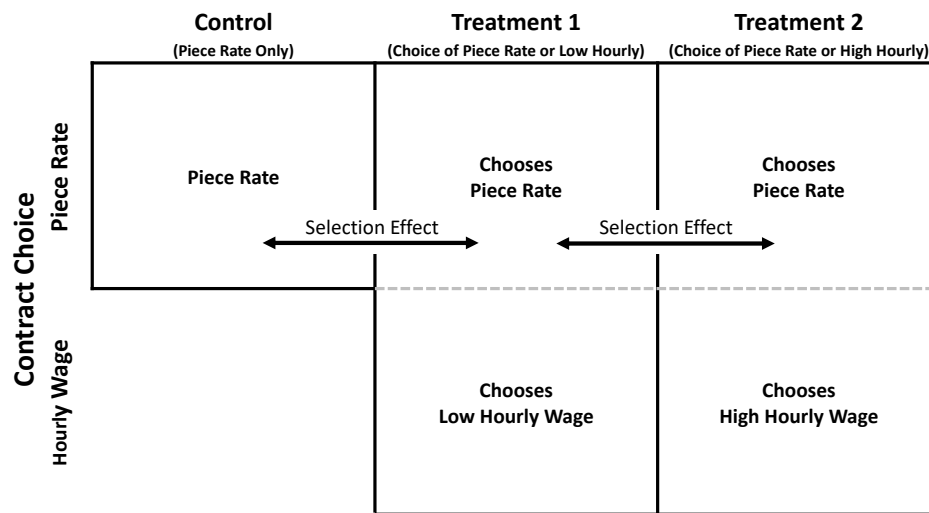 Control
(Piece Rate Only)
Treatment 1
(Choice of Piece Rate or Low Hourly)
Treatment 2
(Choice of Piece Rate or High Hourly)
Contract Choice
Piece Rate
Piece Rate
Chooses
Piece Rate
Chooses
Piece Rate
Selection Effect
Selection Effect
Hourly Wage
Chooses
Low Hourly Wage
Chooses
High Hourly Wage